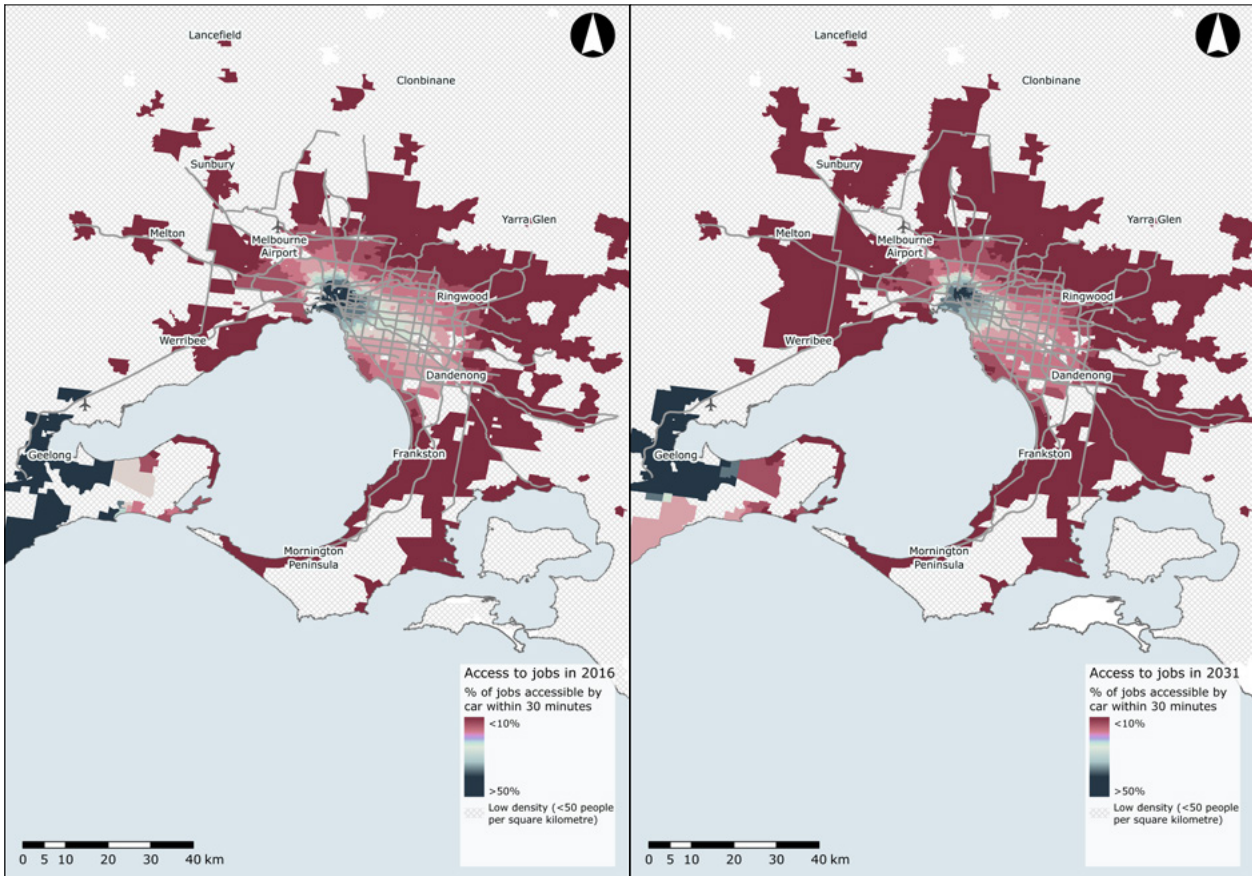 Lancefield
Clonbinane
Sunbury
Yarra Glen
Melton
Melbourne
Airport
Ringwood
Werribee
Dandenong
Geelong
Frankston
Mornington
Peninsula
Access to jobs in 2016
% of jobs accessible by
car within 30 minutes
<10%
>50%
Low density (<50 people
per square kilometre)
0 5 10 20 30 40 km
Lancefield
Clonbinane
Sunbury
Yarra Glen
Melton
Melbourne
Airport
Ringwood
Werribee
Dandenong
Geelong
Frankston
Mornington
Peninsula
Access to jobs in 2031
% of jobs accessible by
car within 30 minutes
<10%
>50%
Low density (<50 people
per square kilometre)
0 5 10 20 30 40 km